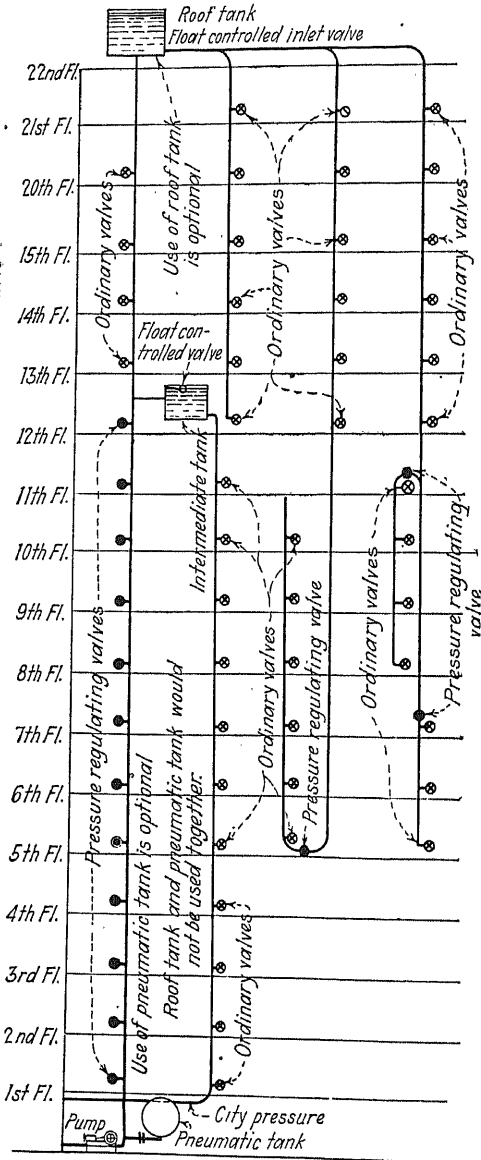 Roof tank
Float controlled inlet valve
22nd Fl.
21st Fl.
20th Fl.
15th Fl.
14th Fl.
13th Fl.
12th Fl.
11th Fl.
10th Fl.
9th Fl.
8th Fl.
7th Fl.
6th Fl.
5th Fl.
4th Fl.
3rd Fl.
2nd Fl.
1st Fl.
Ordinary valves
Use of roof tank
is optional
Ordinary valves
Ordinary valves
Float con-
trolled valve
Intermediate tank
Pressure regulating valves
Use of pneumatic tank is optional
Roof tank and pneumatic tank would
not be used together.
Ordinary valves
Pressure regulating valve
Ordinary valves
Pressure regulating
valve
Ordinary valves
City pressure
Pump
Pneumatic tank